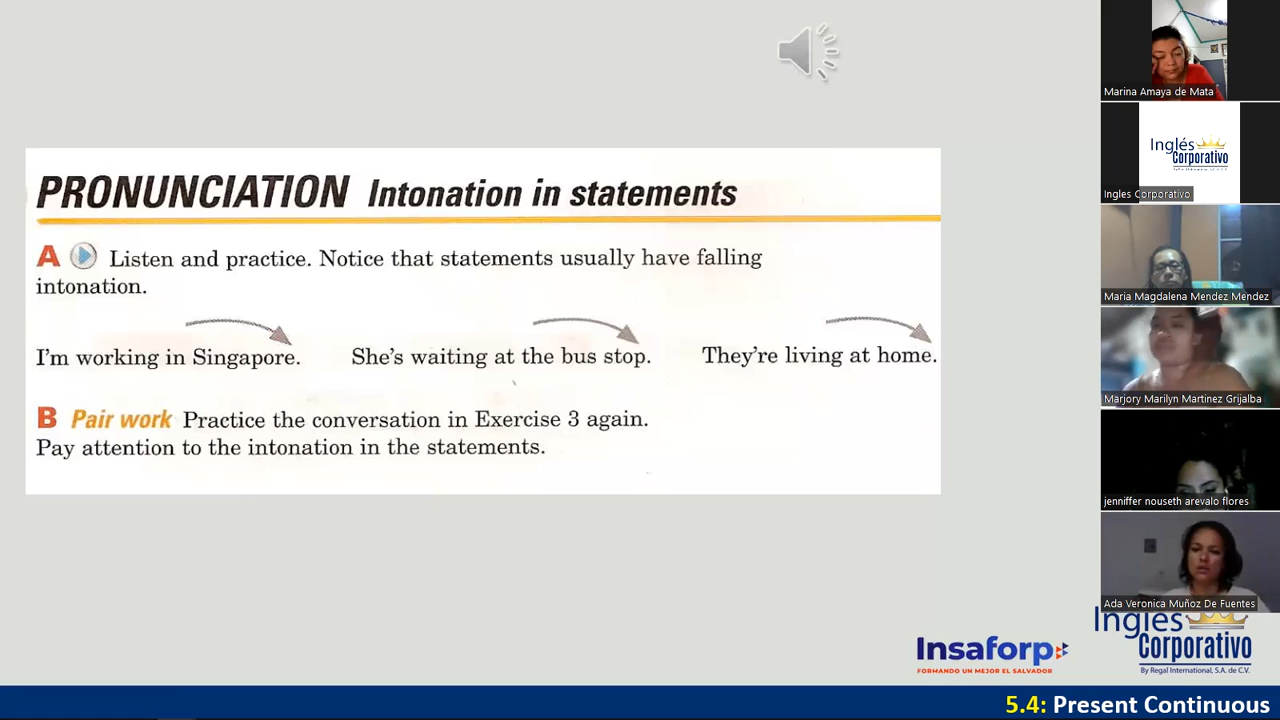 PRONUNCIATION Intonation in statements
A Listen and practice. Notice that statements usually have falling
intonation.
I'm working in Singapore. She's waiting at the bus stop. They're living at home.
B Pair work Practice the conversation in Exercise 3 again.
Pay attention to the intonation in the statements.
Marina Amaya de Mata
Inglés
Corporativo
Ingles Corporativo
Maria Magdalena Mendez Mendez
Marjory Marilyn Martinez Grijalba
jenniffer nouseth arevalo flores
Ada Veronica Muñoz De Fuentes
Insaforp
FORMANDO UN MEJOR EL SALVADOR
Inglés
Corporativo
By Regal International, S.A. de C.V.
5.4: Present Continuous